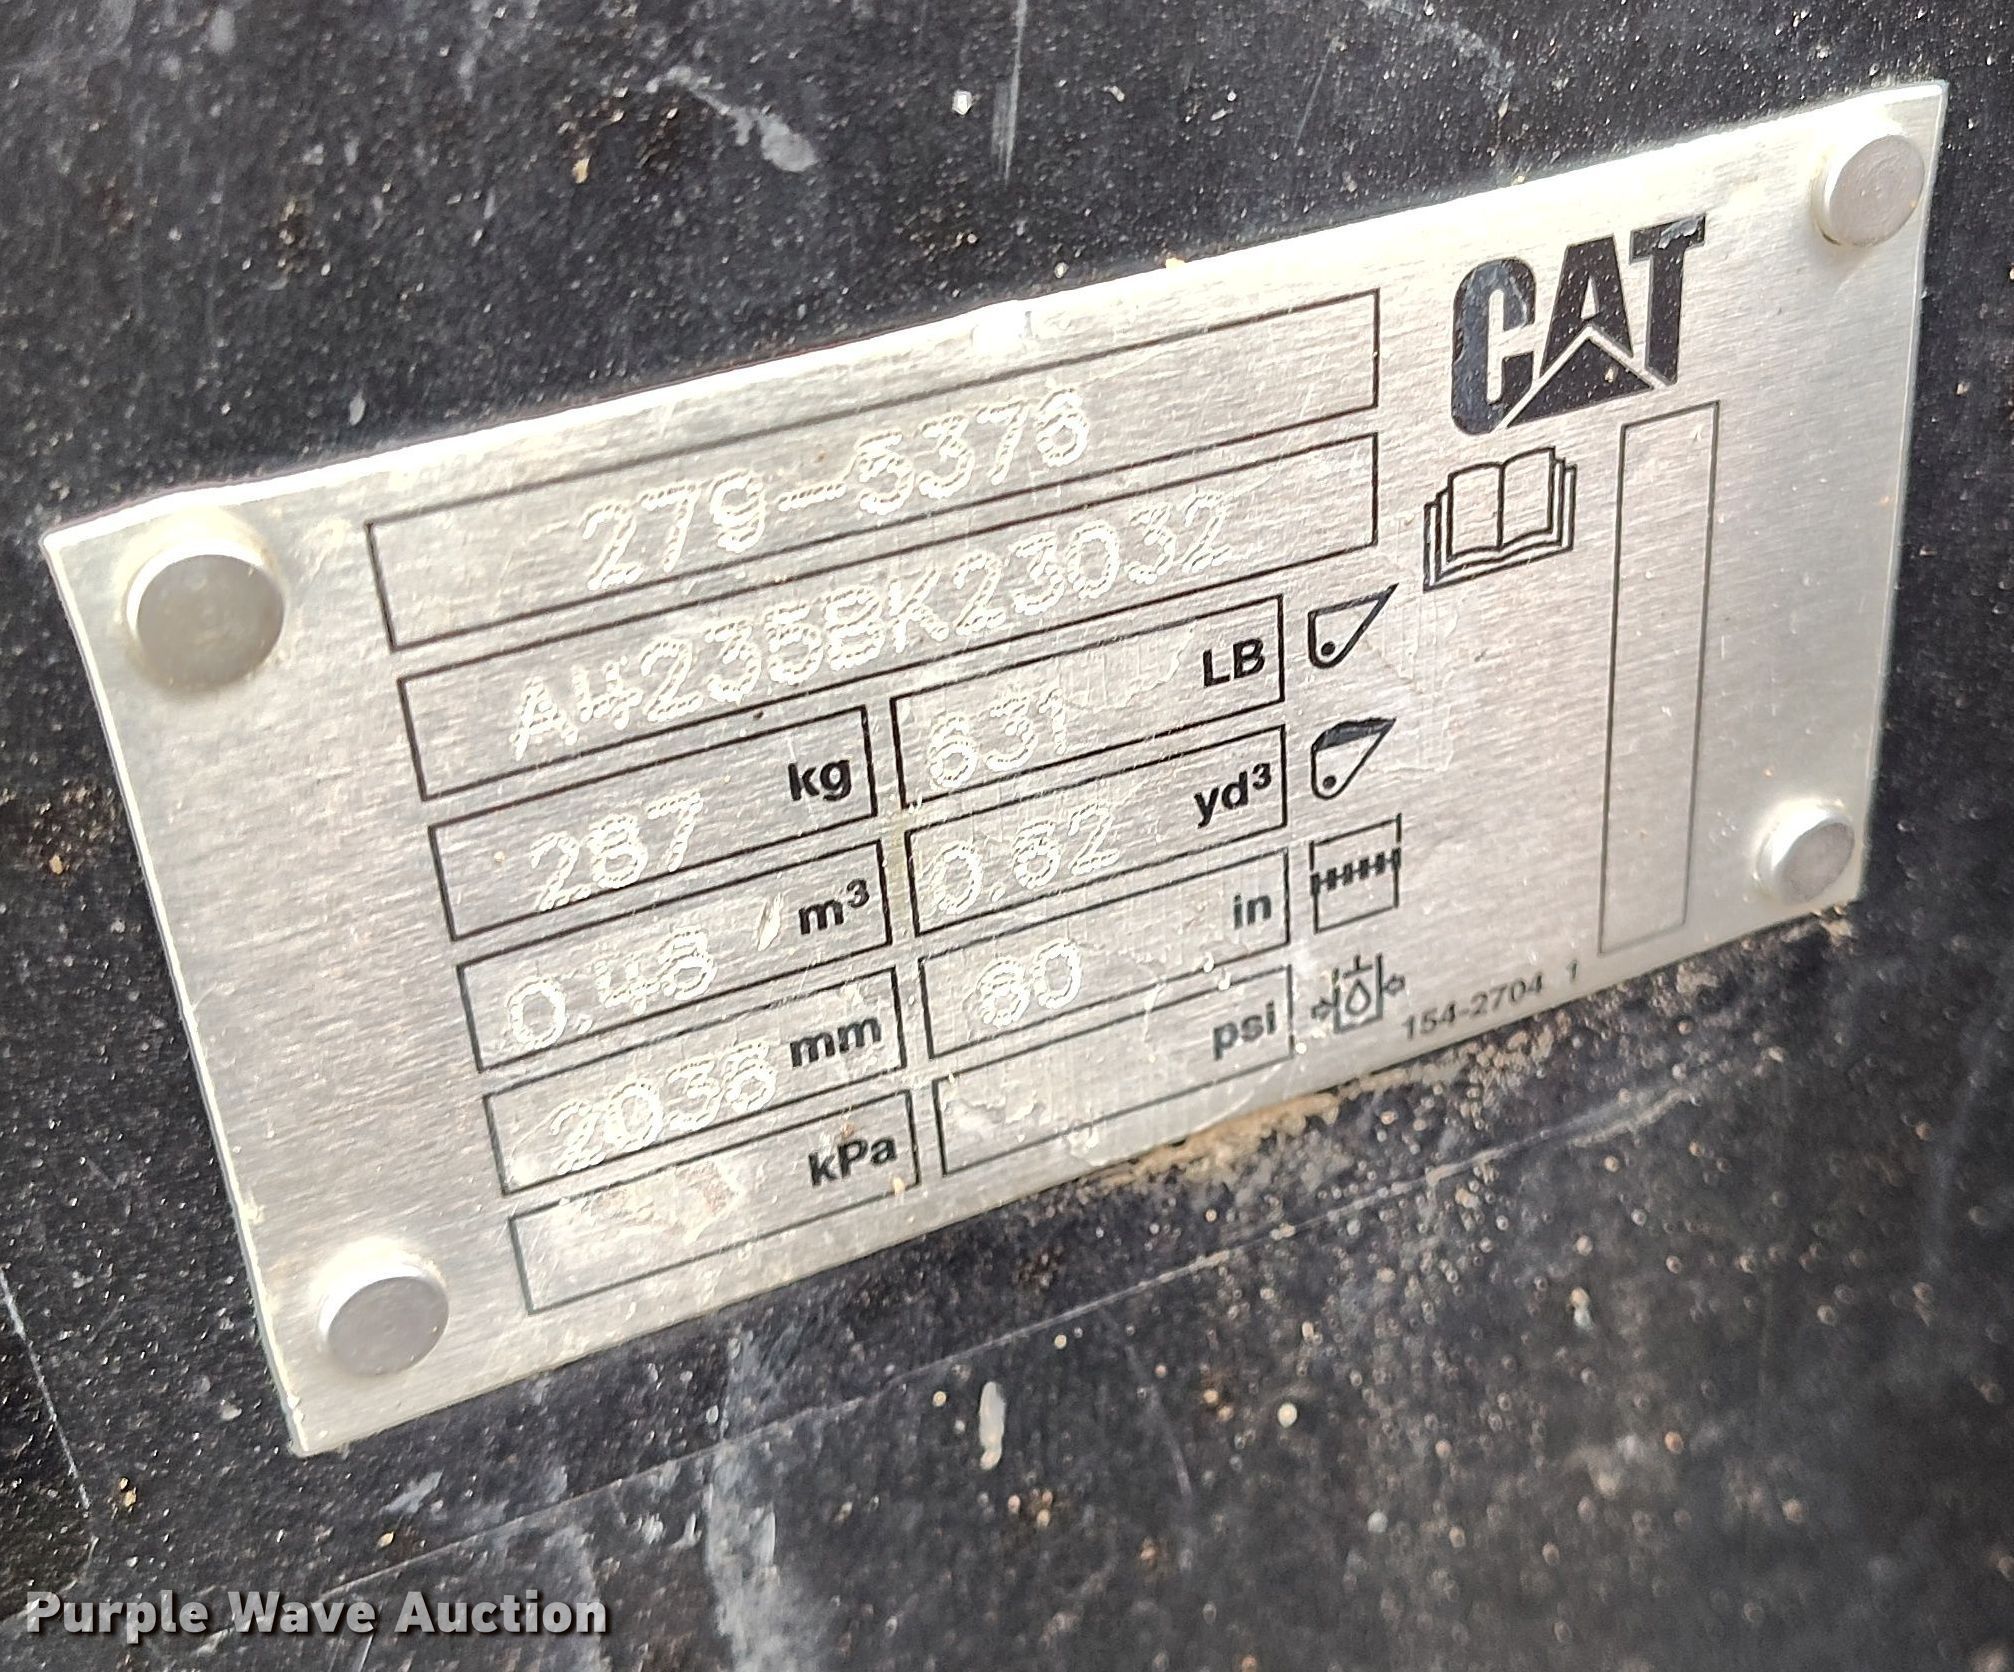 CAT
279-5376
A4235BK23032
287 kg 631 LB
0.48 m³ 0.62 yd³
2036 mm 80 in
kPa psi
154-2704 1
Purple Wave Auction